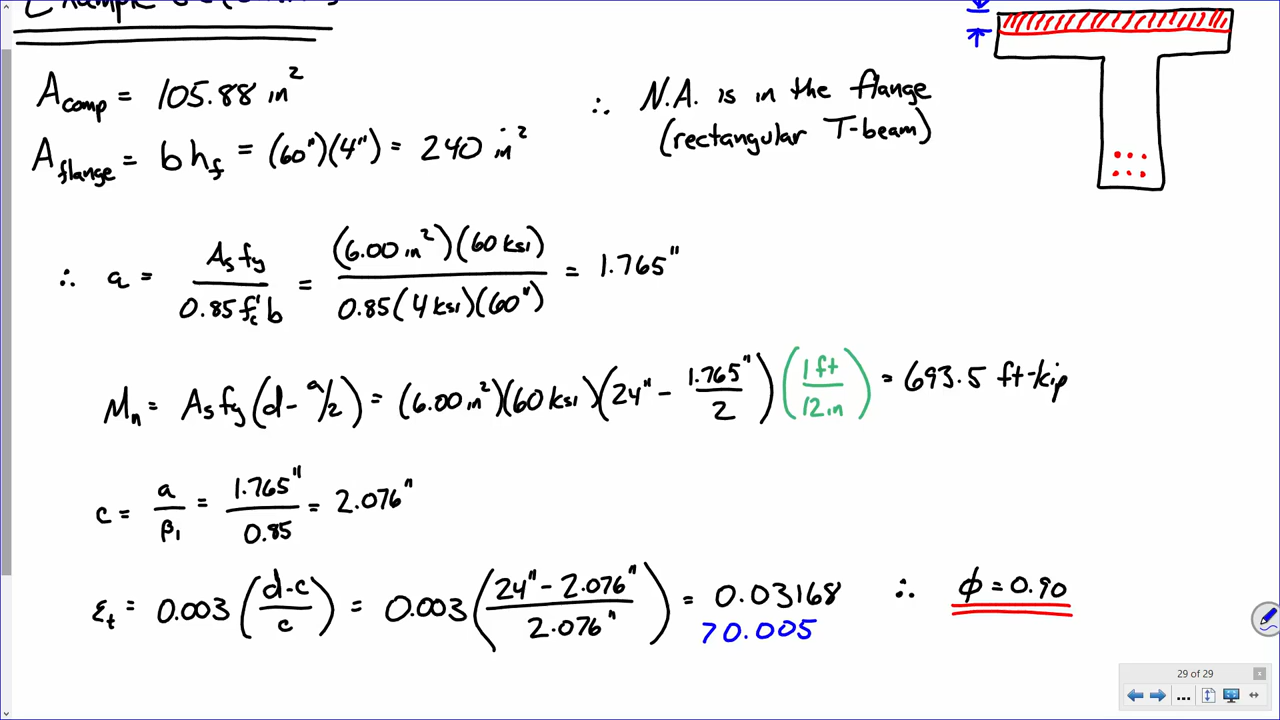 Example
A_comp = 105.88 in²
A_flange = b h_f = (60")(4") = 240 in²
∴ N.A. is in the flange
(rectangular T-beam)
∴ a = A_s f_y / 0.85 f'_c b = (6.00 in²)(60 ksi) / 0.85(4 ksi)(60") = 1.765"
M_n = A_s f_y (d - a/2) = (6.00 in²)(60 ksi)(24" - 1.765"/2)(1 ft/12 in) = 693.5 ft-kip
c = a/β₁ = 1.765"/0.85 = 2.076"
ε_t = 0.003 (d-c / c) = 0.003 (24" - 2.076" / 2.076") = 0.03168 ∴ ϕ = 0.90
> 0.005
29 of 29